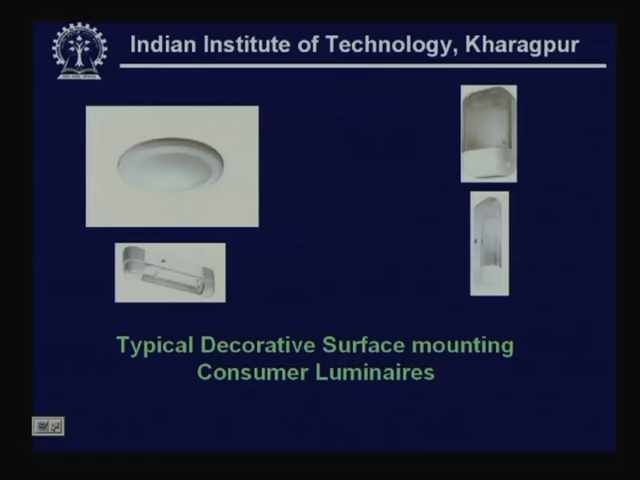 Indian Institute of Technology, Kharagpur
Typical Decorative Surface mounting
Consumer Luminaires